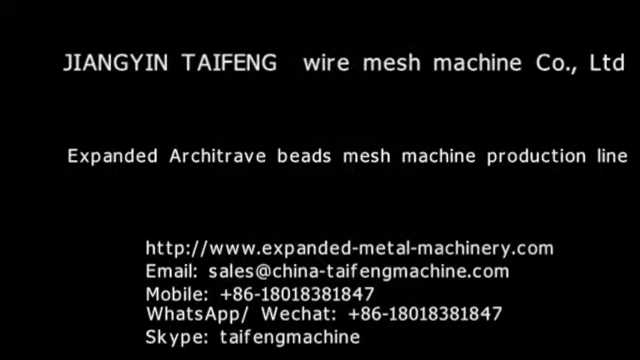 JIANGYIN TAIFENG wire mesh machine Co., Ltd
Expanded Architrave beads mesh machine production line
http://www.expanded-metal-machinery.com
Email: sales@china-taifengmachine.com
Mobile: +86-18018381847
WhatsApp/ Wechat: +86-18018381847
Skype: taifengmachine